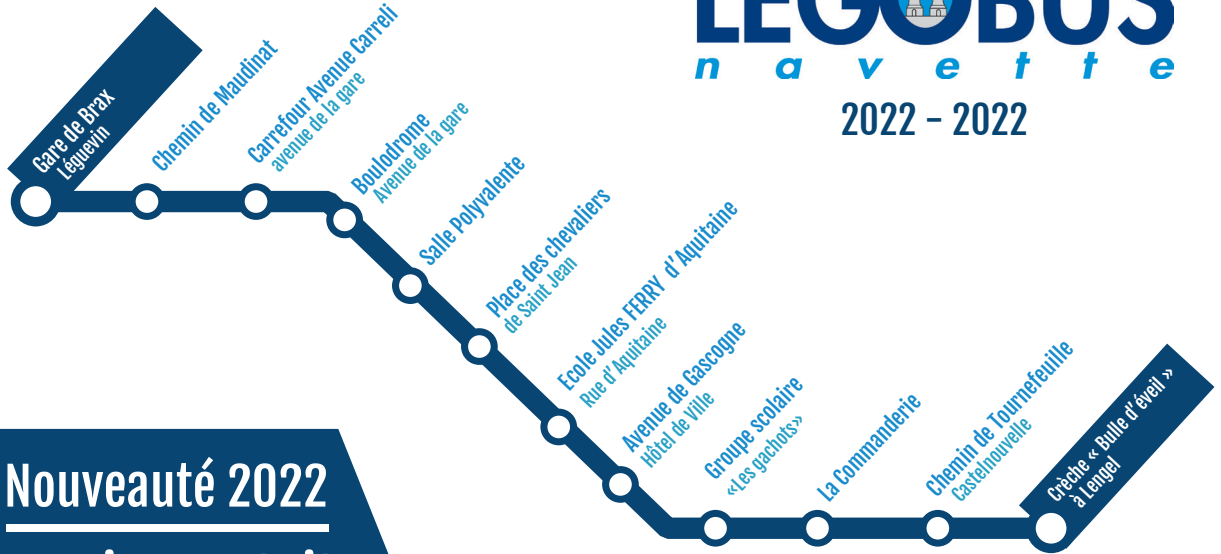 LEGOBUS
navette
2022 - 2022
Gare de Brax
Léguevin
Chemin de Maudinat
Carrefour Avenue Carreli
avenue de la gare
Boulodrome
Avenue de la gare
Salle Polyvalente
Place des chevaliers
de Saint Jean
Ecole Jules FERRY d'Aquitaine
Rue d'Aquitaine
Avenue de Gascogne
Hôtel de Ville
Groupe scolaire
«Les gachots»
La Commanderie
Chemin de Tournefeuille
Castelnouvelle
Crèche « Bulle d'éveil »
à Lengel
Nouveauté 2022